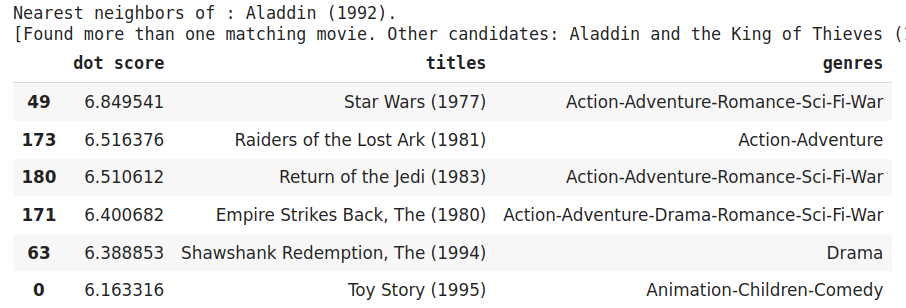 Nearest neighbors of : Aladdin (1992).
[Found more than one matching movie. Other candidates: Aladdin and the King of Thieves (
dot score titles genres
49 6.849541 Star Wars (1977) Action-Adventure-Romance-Sci-Fi-War
173 6.516376 Raiders of the Lost Ark (1981) Action-Adventure
180 6.510612 Return of the Jedi (1983) Action-Adventure-Romance-Sci-Fi-War
171 6.400682 Empire Strikes Back, The (1980) Action-Adventure-Drama-Romance-Sci-Fi-War
63 6.388853 Shawshank Redemption, The (1994) Drama
0 6.163316 Toy Story (1995) Animation-Children-Comedy